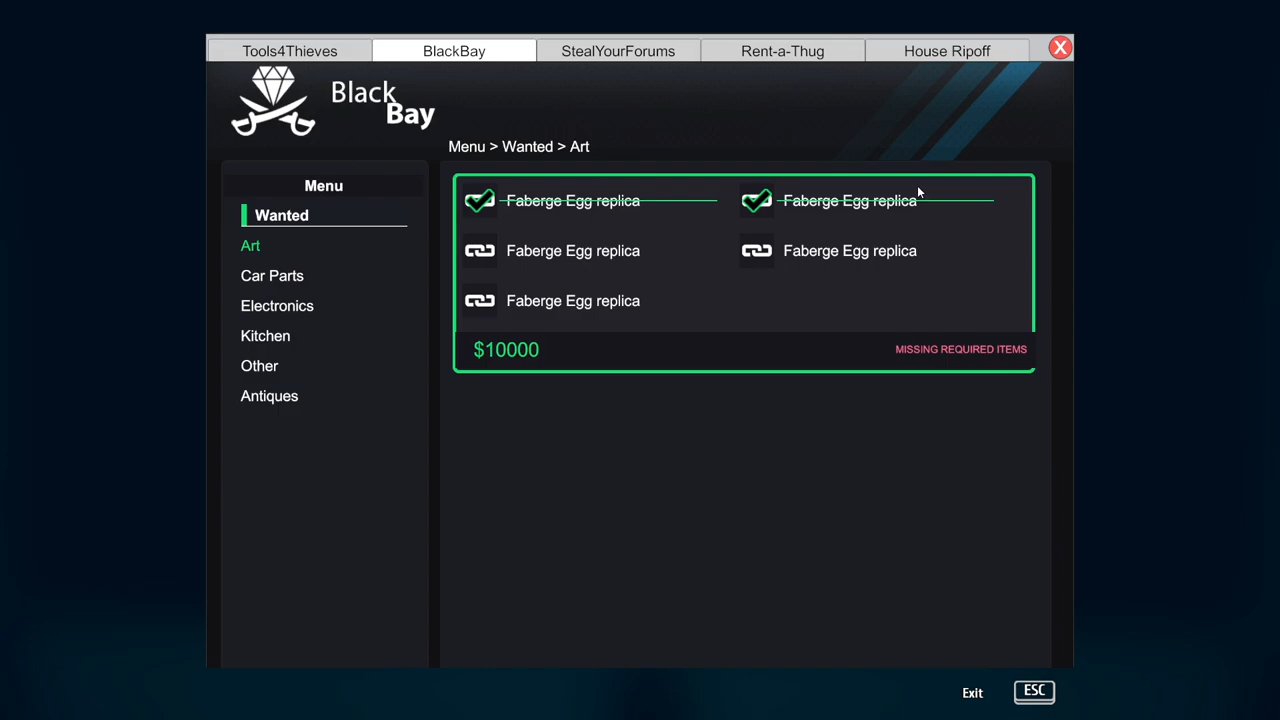 Tools4Thieves
BlackBay
StealYourForums
Rent-a-Thug
House Ripoff
X
Black
Bay
Menu > Wanted > Art
Menu
Wanted
Art
Car Parts
Electronics
Kitchen
Other
Antiques
Faberge Egg replica
Faberge Egg replica
Faberge Egg replica
Faberge Egg replica
Faberge Egg replica
$10000
MISSING REQUIRED ITEMS
Exit
ESC